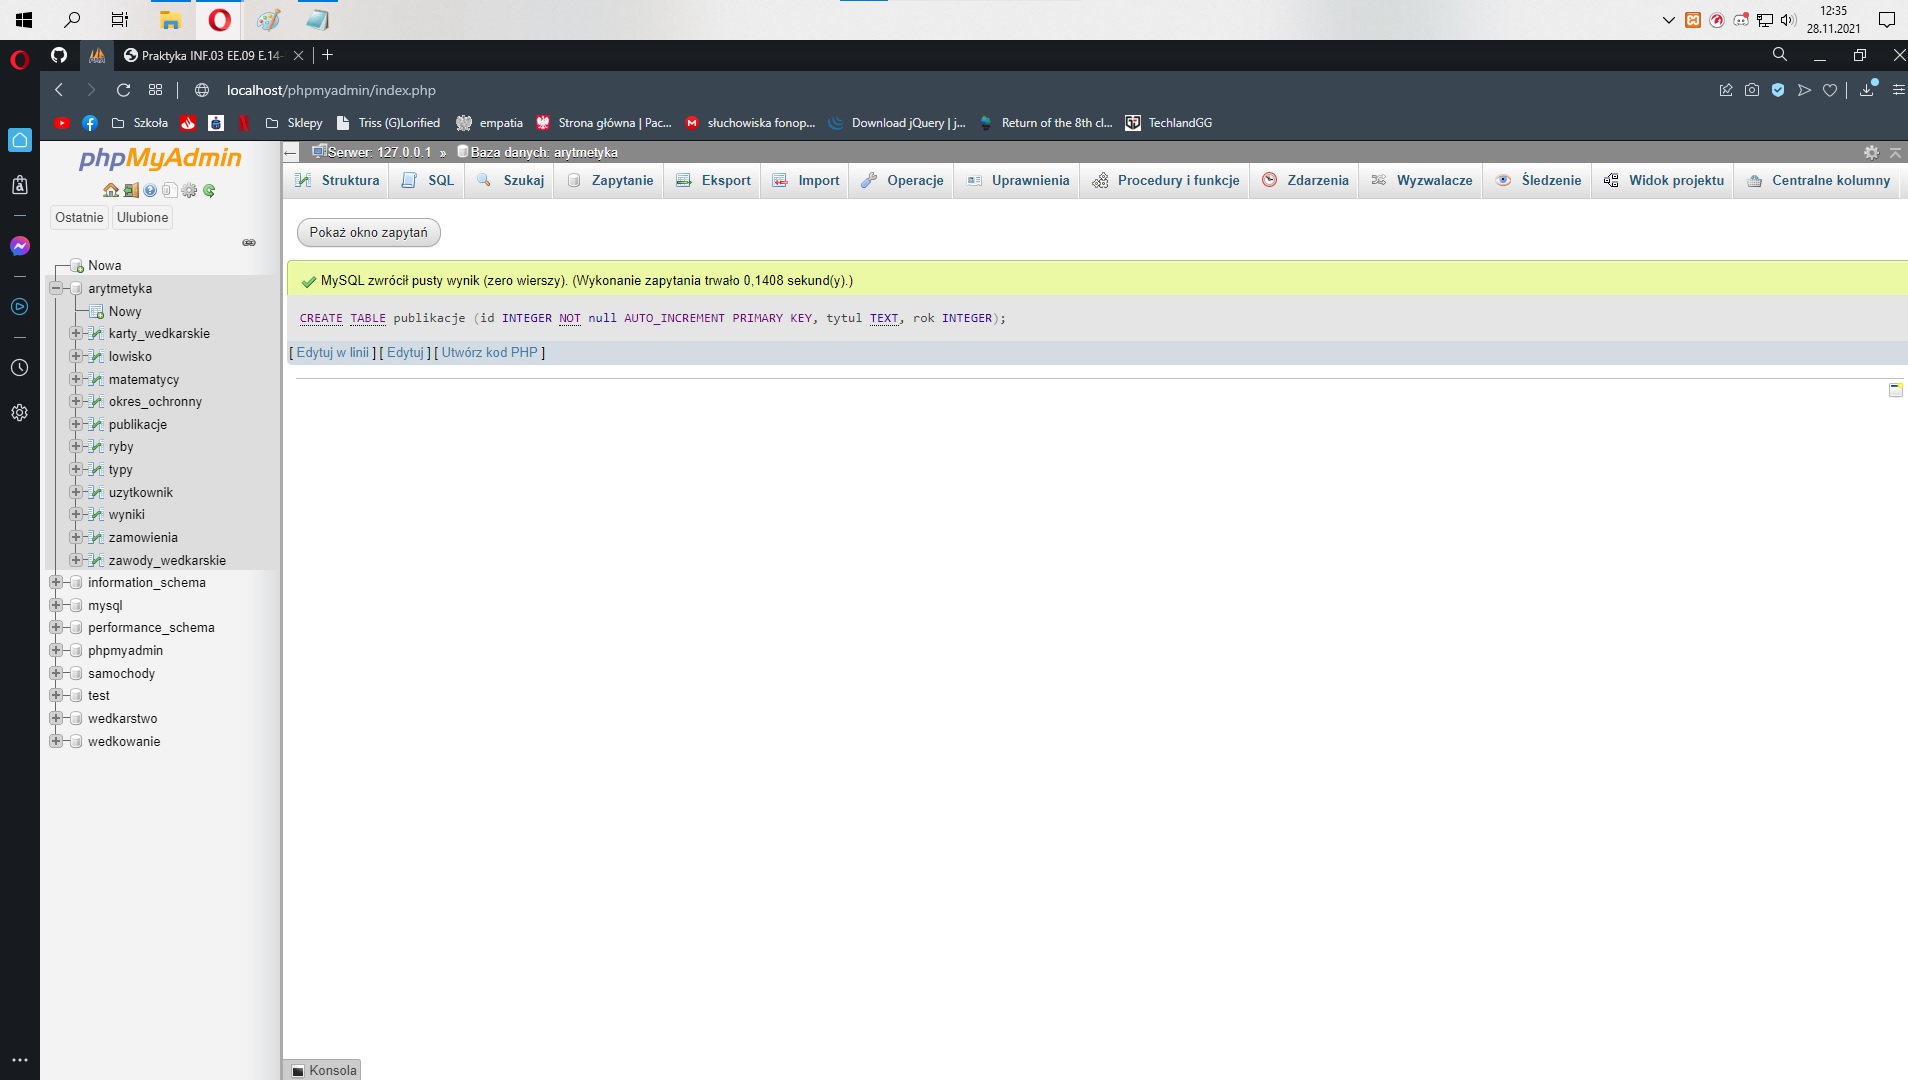 12:35
28.11.2021
Praktyka INF.03 EE.09 E.14-
localhost/phpmyadmin/index.php
Szkoła Sklepy Triss (G)Lorified empatia Strona główna | Pac... słuchowiska fonop... Download jQuery | j... Return of the 8th cl... TechlandGG
phpMyAdmin
Serwer: 127.0.0.1 » Baza danych: arytmetyka
Struktura SQL Szukaj Zapytanie Eksport Import Operacje Uprawnienia Procedury i funkcje Zdarzenia Wyzwalacze Śledzenie Widok projektu Centralne kolumny
Ostatnie Ulubione
Nowa
arytmetyka
Nowy
karty_wedkarskie
lowisko
matematycy
okres_ochronny
publikacje
ryby
typy
uzytkownik
wyniki
zamowienia
zawody_wedkarskie
information_schema
mysql
performance_schema
phpmyadmin
samochody
test
wedkarstwo
wedkowanie
Pokaż okno zapytań
MySQL zwrócił pusty wynik (zero wierszy). (Wykonanie zapytania trwało 0,1408 sekund(y).)
CREATE TABLE publikacje (id INTEGER NOT null AUTO_INCREMENT PRIMARY KEY, tytul TEXT, rok INTEGER);
[ Edytuj w linii ] [ Edytuj ] [ Utwórz kod PHP ]
Konsola